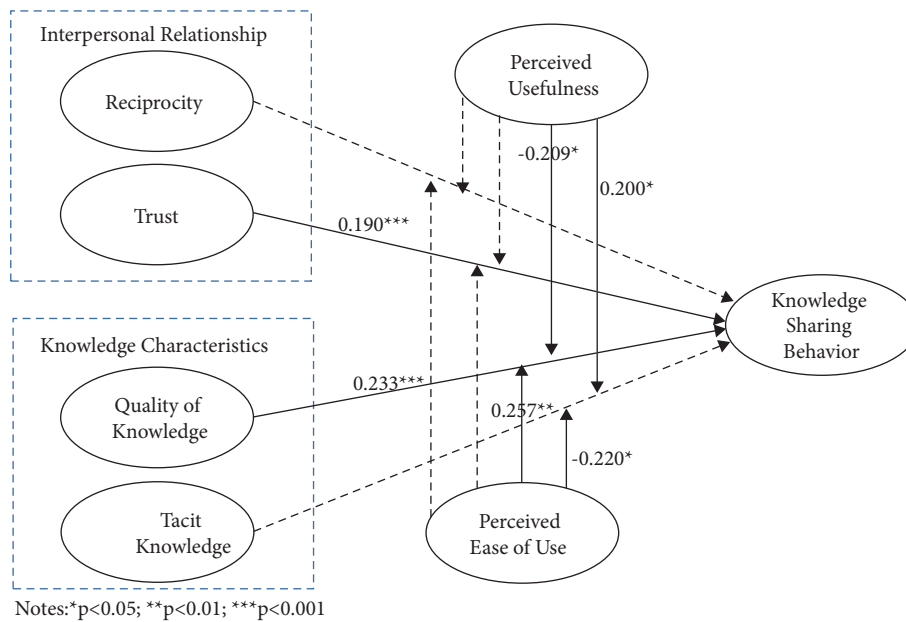 Interpersonal Relationship
Reciprocity
Trust
Perceived
Usefulness
-0.209*
0.200*
0.190***
Knowledge
Sharing
Behavior
Knowledge Characteristics
Quality of
Knowledge
0.233***
0.257**
-0.220*
Tacit
Knowledge
Perceived
Ease of Use
Notes:*p<0.05; **p<0.01; ***p<0.001